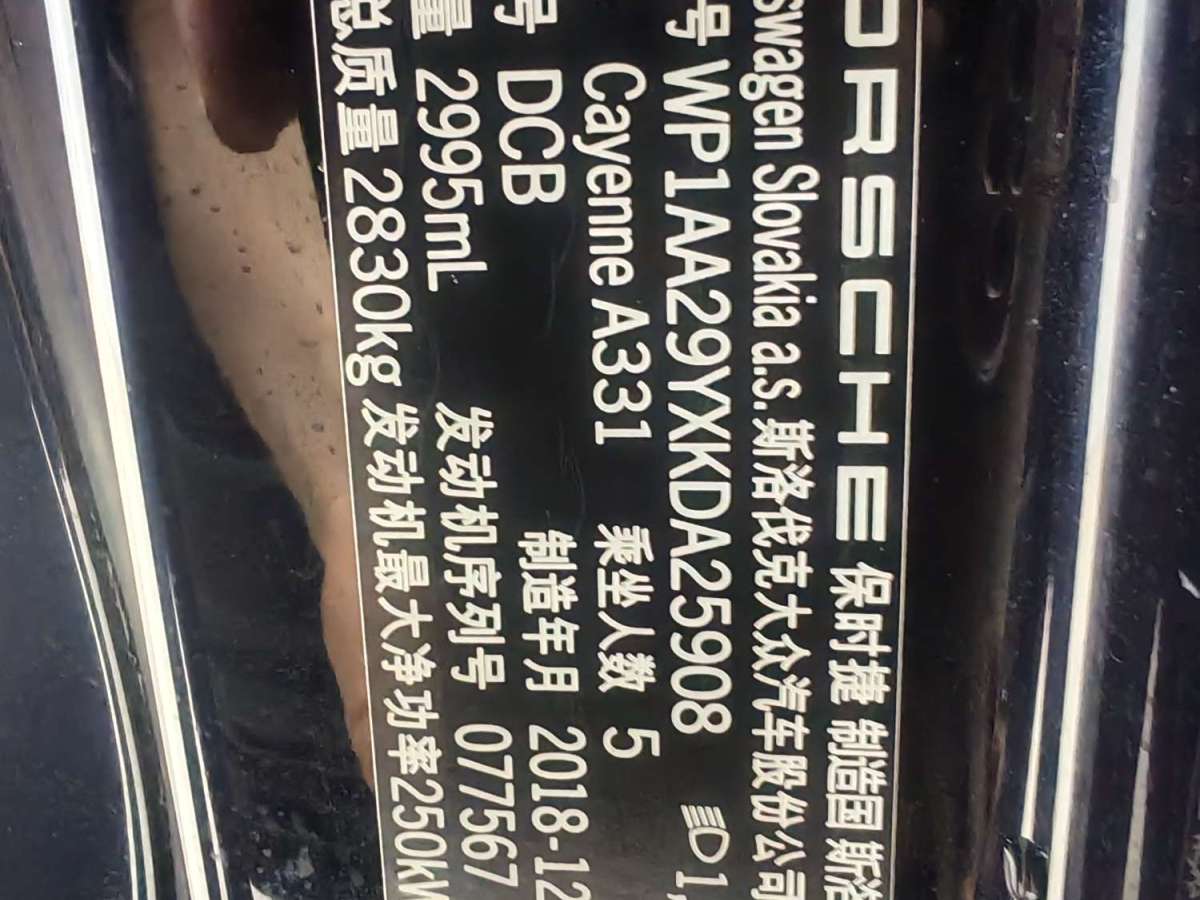 PORSCHE 保时捷 制造国 斯洛
swagen Slovakia a.s. 斯洛伐克大众汽车股份公司
号 WP1AA29YXKDA25908 1,
Cayenne A331 乘坐人数 5
号 DCB 制造年月 2018-12
量 2995mL 发动机序列号 077567
总质量 2830kg 发动机最大净功率250kW